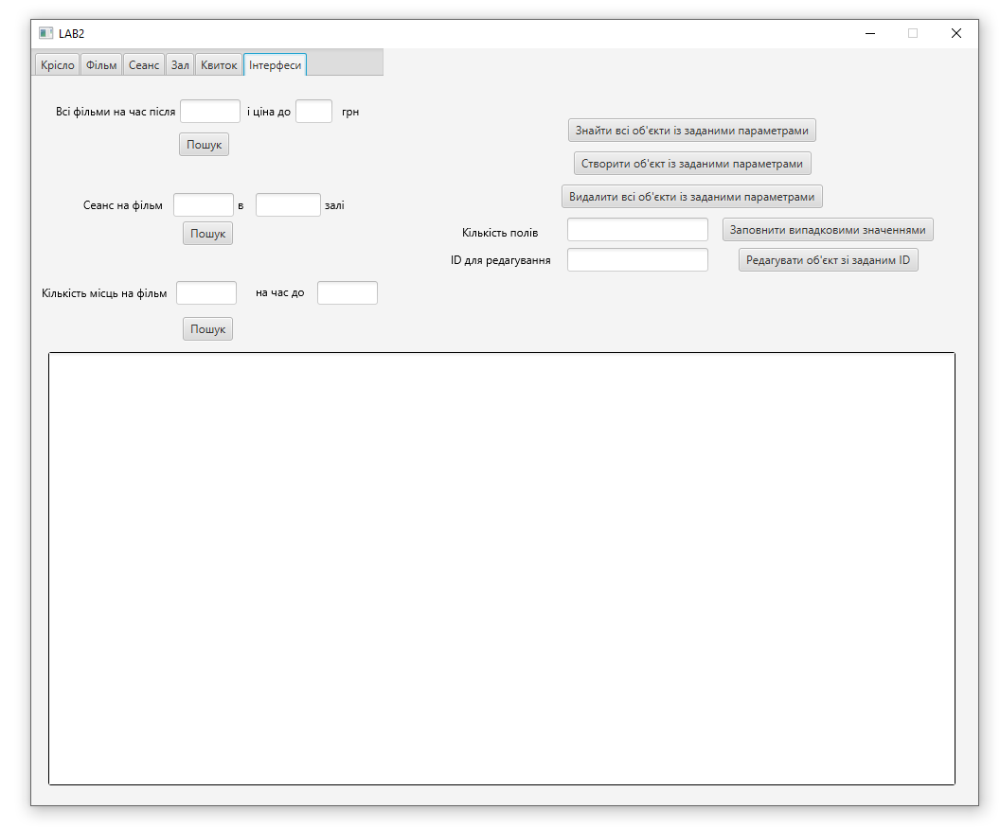 LAB2
Крісло Фільм Сеанс Зал Квиток Інтерфеси
Всі фільми на час після і ціна до грн
Пошук
Сеанс на фільм в залі
Пошук
Кількість місць на фільм на час до
Пошук
Знайти всі об'єкти із заданими параметрами
Створити об'єкт із заданими параметрами
Видалити всі об'єкти із заданими параметрами
Кількість полів Заповнити випадковими значеннями
ID для редагування Редагувати об'єкт зі заданим ID